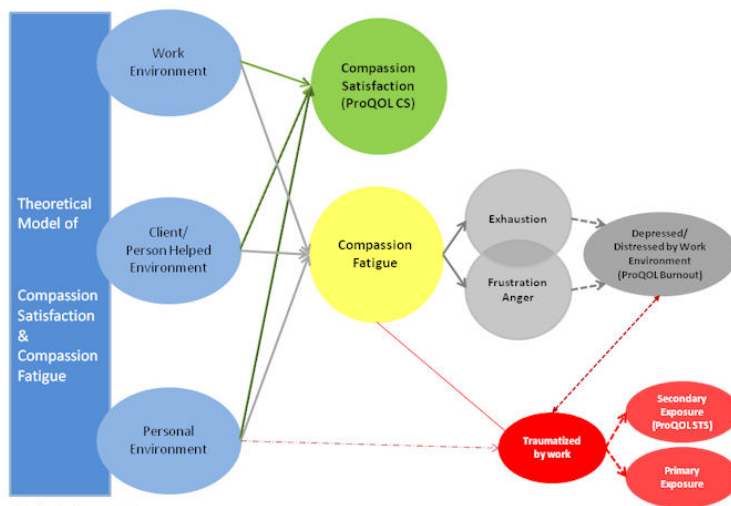 Theoretical
Model of
Compassion
Satisfaction
&
Compassion
Fatigue
Work
Environment
Client/
Person Helped
Environment
Personal
Environment
Compassion
Satisfaction
(ProQOL CS)
Compassion
Fatigue
Exhaustion
Frustration
Anger
Depressed/
Distressed by Work
Environment
(ProQOL Burnout)
Traumatized
by work
Secondary
Exposure
(ProQOL STS)
Primary
Exposure